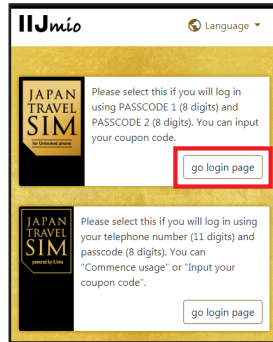 IIJmio
Language
JAPAN
TRAVEL
SIM
for Unlocked phone
Please select this if you will log in
using PASSCODE 1 (8 digits) and
PASSCODE 2 (8 digits). You can input
your coupon code.
go login page
JAPAN
TRAVEL
SIM
powered by IIJmio
Please select this if you will log in using
your telephone number (11 digits) and
passcode (8 digits). You can
"Commence usage" or "Input your
coupon code".
go login page